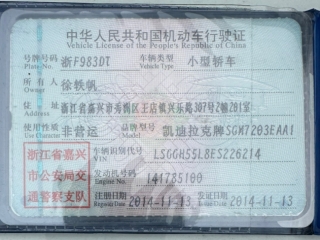 中华人民共和国机动车行驶证
Vehicle License of the People's Republic of China
号牌号码 浙F983DT 车辆类型 小型轿车
Plate No. Vehicle Type
所有人 徐轶帆
Owner
住址 浙江省嘉兴市秀洲区王店镇兴乐路307号2幢201室
Address
使用性质 非营运 品牌型号 凯迪拉克牌SGM7203EAA1
Use Character Model
浙江省嘉兴市公安局交通警察支队
车辆识别代号 LSGGH55L8ES226214
VIN
发动机号码 141785100
Engine No.
注册日期 2014-11-13 发证日期 2014-11-13
Register Date Issue Date